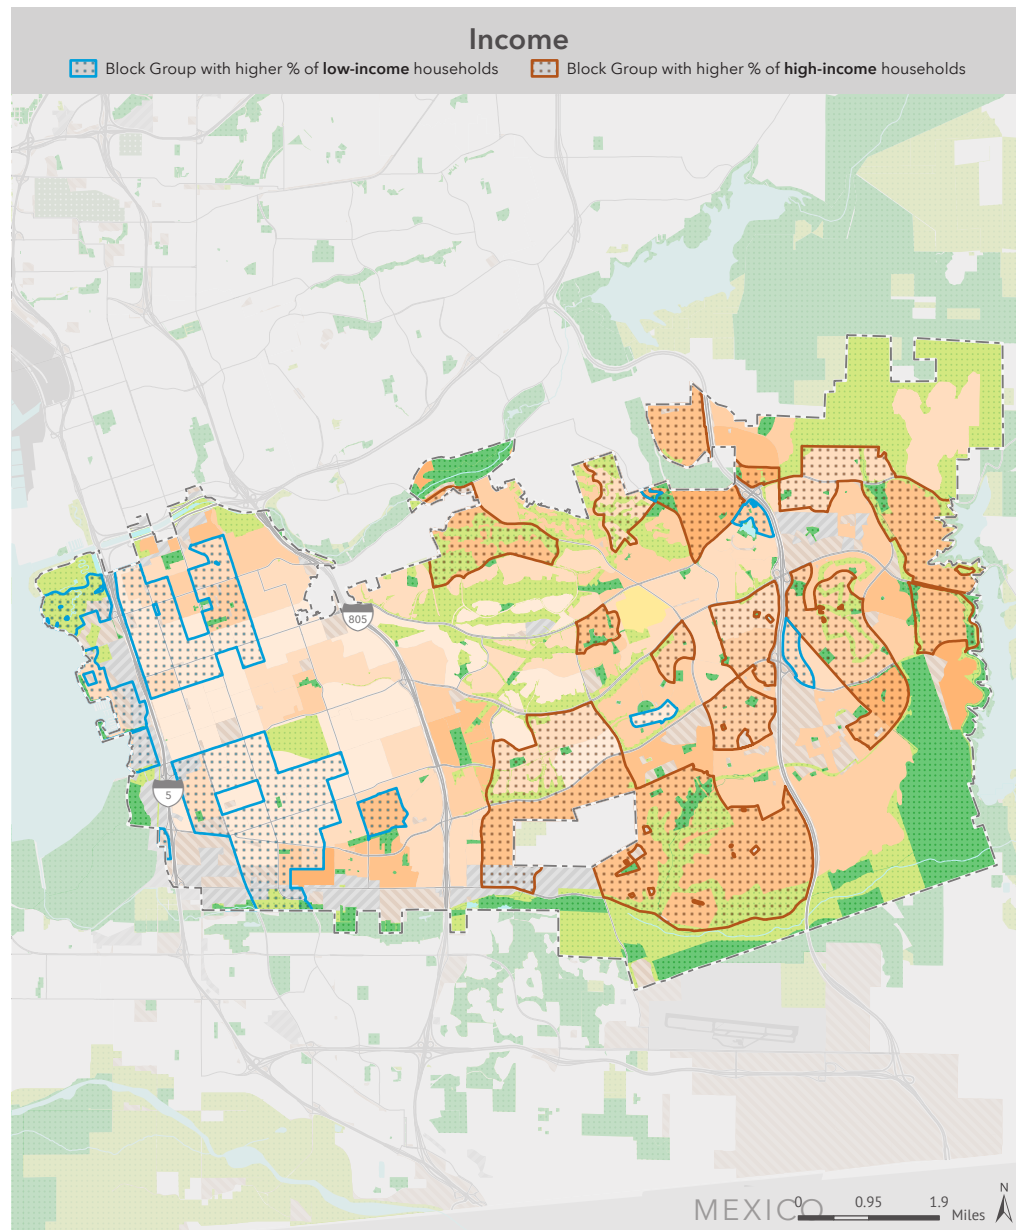 Income
Block Group with higher % of low-income households
Block Group with higher % of high-income households
805
5
MEXICO
0 0.95 1.9
Miles
N